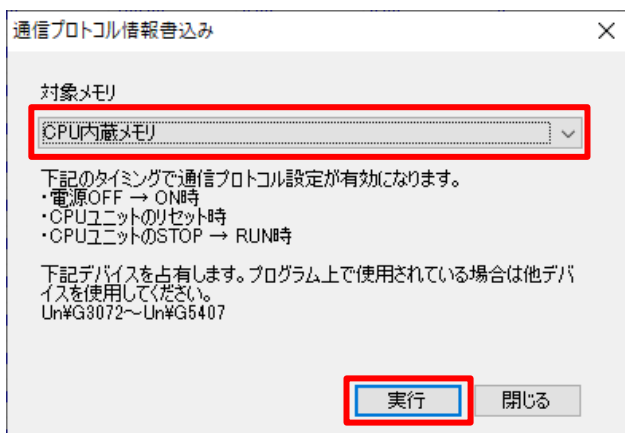 通信プロトコル情報書込み
対象メモリ
CPU内蔵メモリ
下記のタイミングで通信プロトコル設定が有効になります。
・電源OFF → ON時
・CPUユニットのリセット時
・CPUユニットのSTOP → RUN時
下記デバイスを占有します。プログラム上で使用されている場合は他デバ
イスを使用してください。
Un¥G3072～Un¥G5407
実行 閉じる